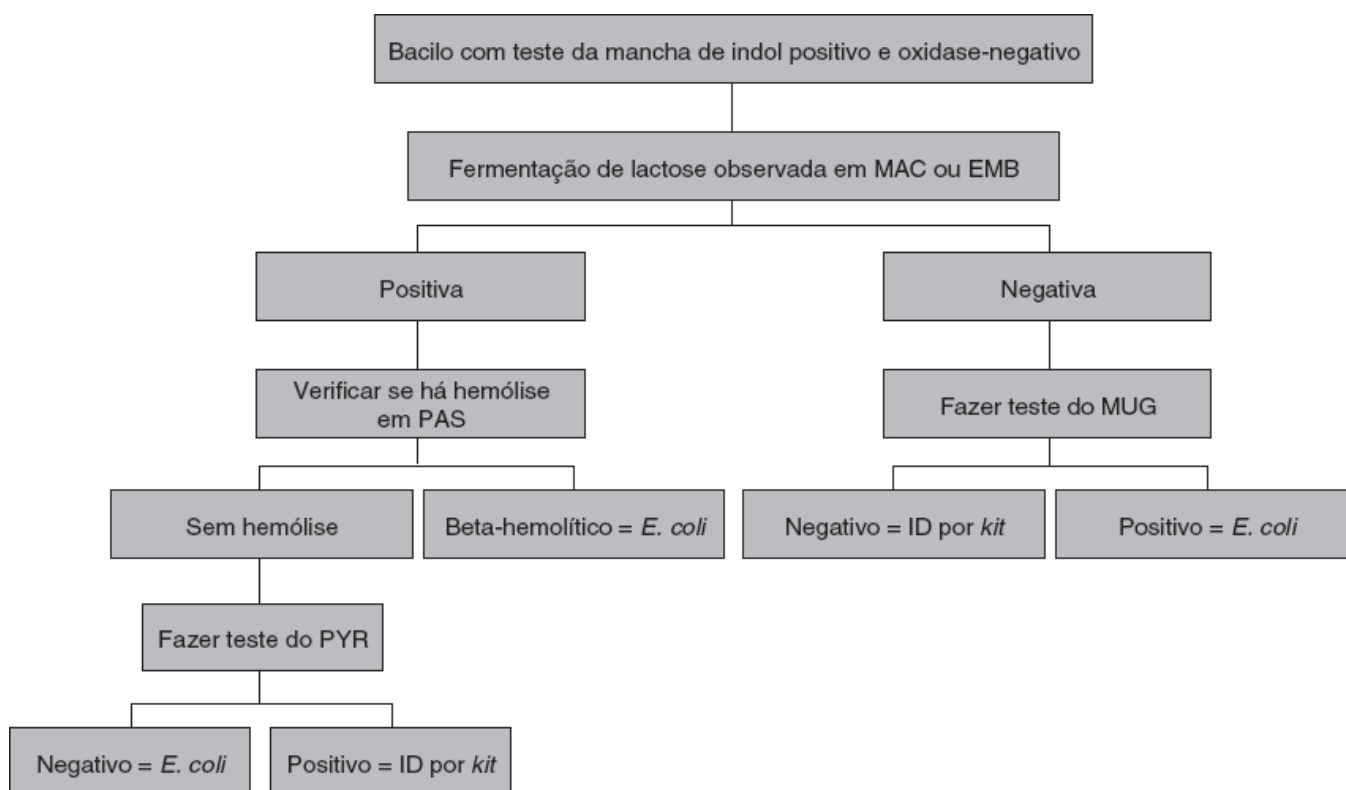 Bacilo com teste da mancha de indol positivo e oxidase-negativo
Fermentação de lactose observada em MAC ou EMB
Positiva
Negativa
Verificar se há hemólise
em PAS
Fazer teste do MUG
Sem hemólise
Beta-hemolítico = E. coli
Negativo = ID por kit
Positivo = E. coli
Fazer teste do PYR
Negativo = E. coli
Positivo = ID por kit